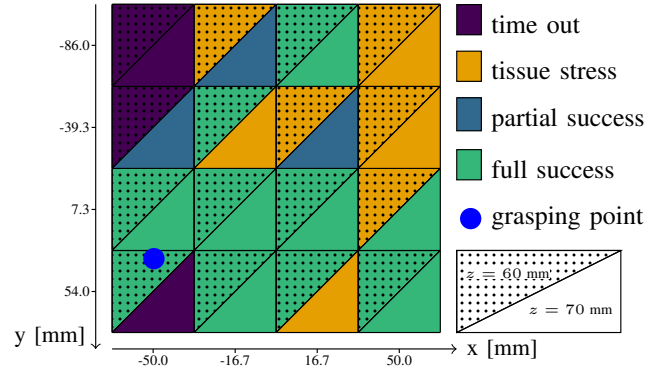 -86.0
-39.3
7.3
54.0
y [mm]
-50.0 -16.7 16.7 50.0
x [mm]
time out
tissue stress
partial success
full success
grasping point
z = 60 mm
z = 70 mm